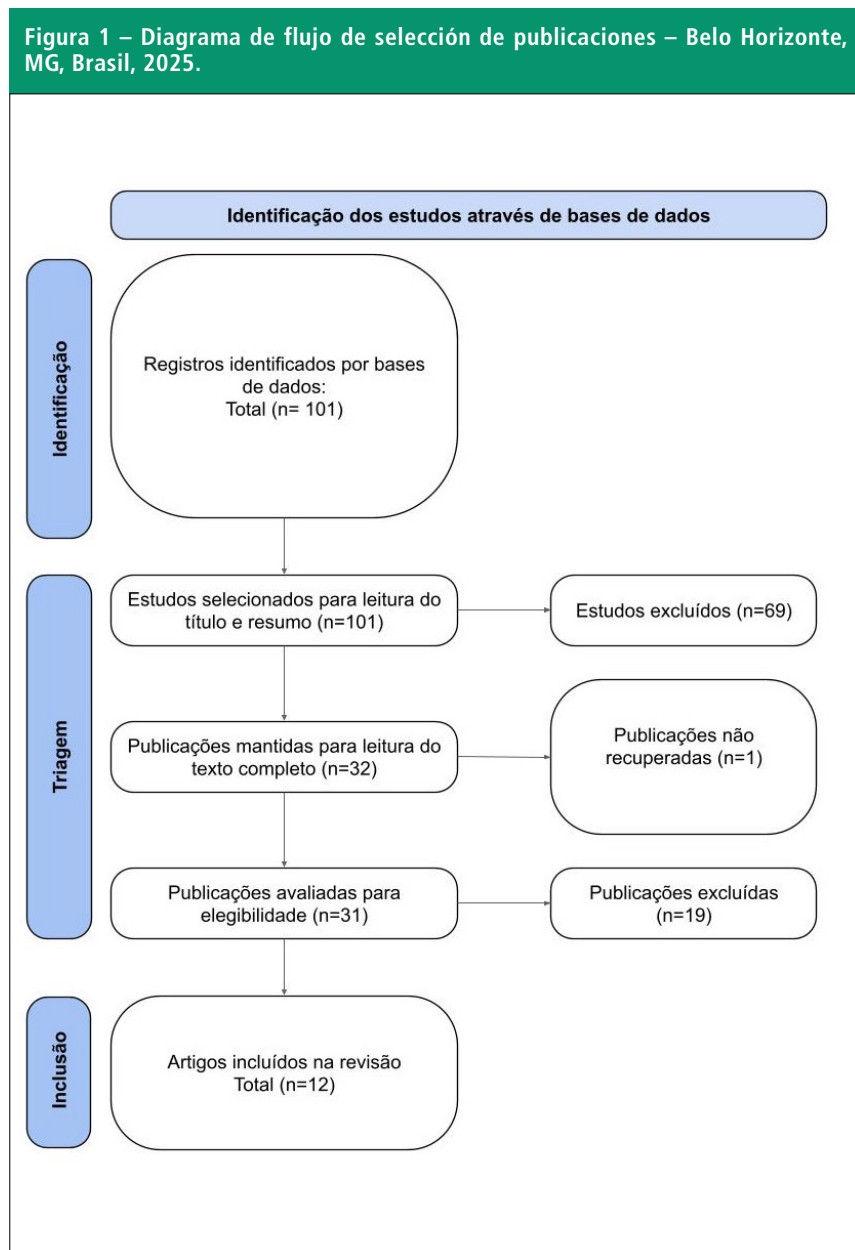 Figura 1 – Diagrama de flujo de selección de publicaciones – Belo Horizonte,
MG, Brasil, 2025.
Identificação dos estudos através de bases de dados
Identificação
Registros identificados por bases
de dados:
Total (n= 101)
Triagem
Estudos selecionados para leitura do
título e resumo (n=101)
Estudos excluídos (n=69)
Publicações mantidas para leitura do
texto completo (n=32)
Publicações não
recuperadas (n=1)
Publicações avaliadas para
elegibilidade (n=31)
Publicações excluídas
(n=19)
Inclusão
Artigos incluídos na revisão
Total (n=12)